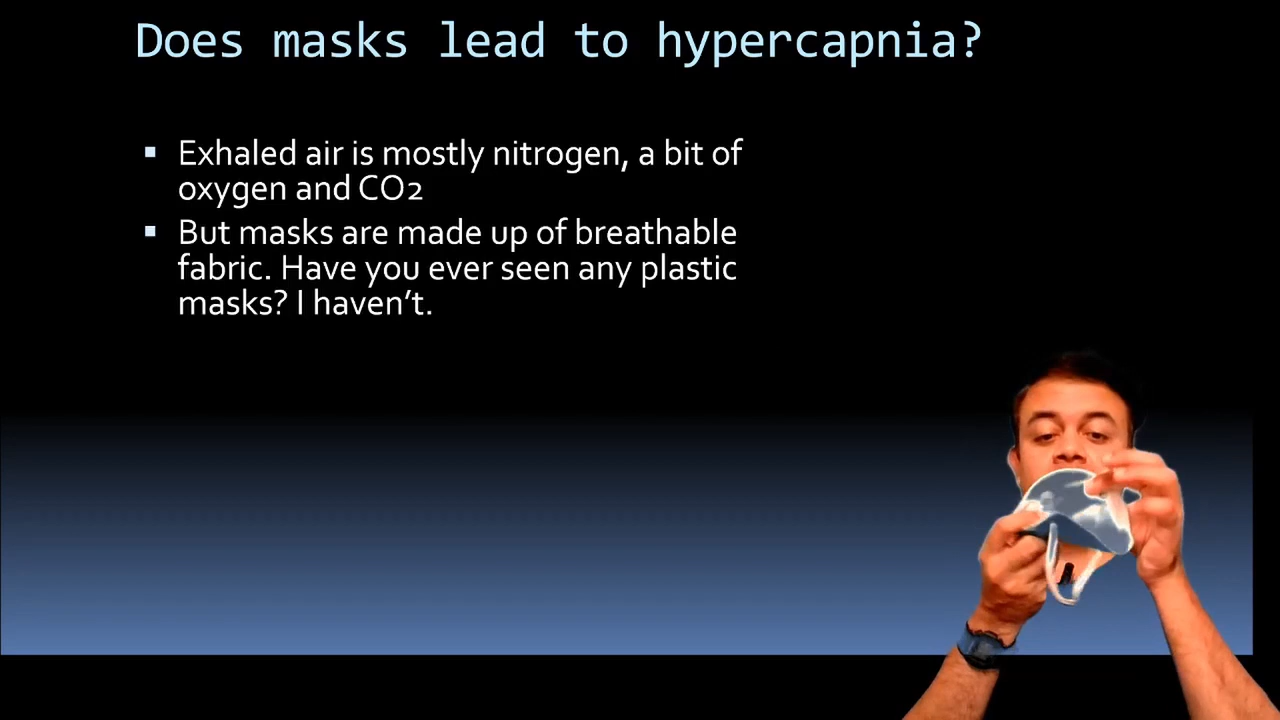 Does masks lead to hypercapnia?
Exhaled air is mostly nitrogen, a bit of
oxygen and CO2
But masks are made up of breathable
fabric. Have you ever seen any plastic
masks? I haven’t.